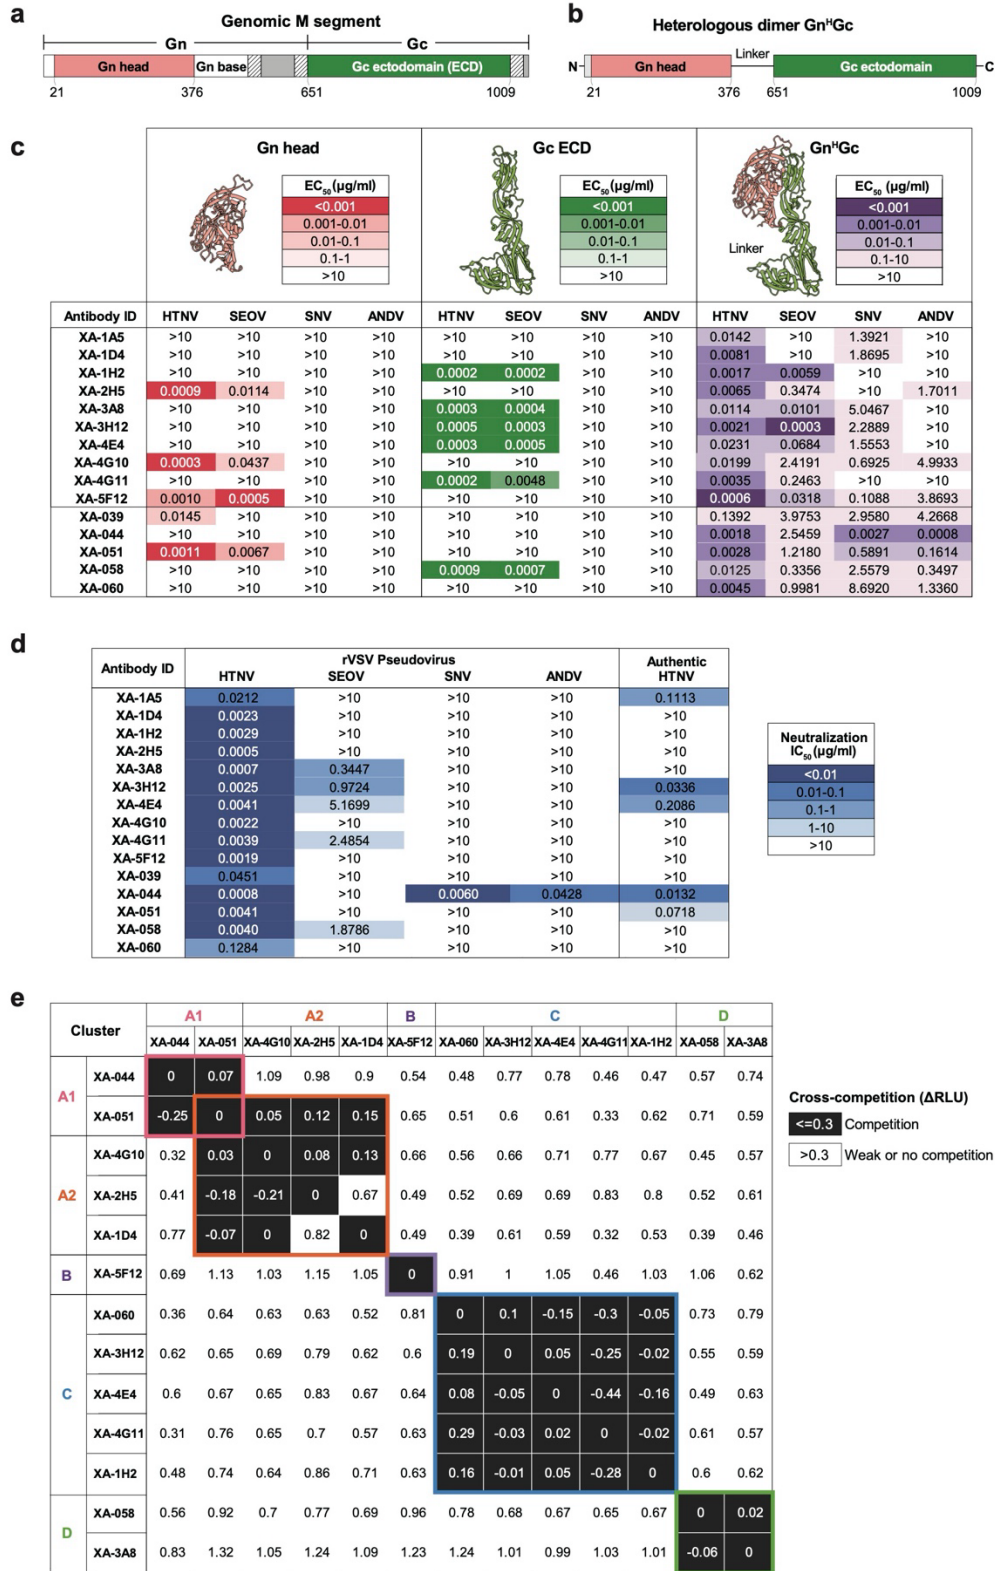 a
Genomic M segment
Gn Gc
Gn head Gn base Gc ectodomain (ECD)
21 376 651 1009
b
Heterologous dimer GnᴴGc
Linker
N Gn head Gc ectodomain C
21 376 651 1009
c
Gn head Gc ECD GnᴴGc
EC₅₀ (µg/ml) EC₅₀ (µg/ml) EC₅₀ (µg/ml)
<0.001 <0.001 <0.001
0.001-0.01 0.001-0.01 0.001-0.01
0.01-0.1 0.01-0.1 0.01-0.1
0.1-1 0.1-1 0.1-10
>10 >10 >10
Linker
Antibody ID HTNV SEOV SNV ANDV HTNV SEOV SNV ANDV HTNV SEOV SNV ANDV
XA-1A5 >10 >10 >10 >10 >10 >10 >10 >10 0.0142 >10 1.3921 >10
XA-1D4 >10 >10 >10 >10 >10 >10 >10 >10 0.0081 >10 1.8695 >10
XA-1H2 >10 >10 >10 >10 0.0002 0.0002 >10 >10 0.0017 0.0059 >10 >10
XA-2H5 0.0009 0.0114 >10 >10 >10 >10 >10 >10 0.0065 0.3474 >10 1.7011
XA-3A8 >10 >10 >10 >10 0.0003 0.0004 >10 >10 0.0114 0.0101 5.0467 >10
XA-3H12 >10 >10 >10 >10 0.0005 0.0003 >10 >10 0.0021 0.0003 2.2889 >10
XA-4E4 >10 >10 >10 >10 0.0003 0.0005 >10 >10 0.0231 0.0684 1.5553 >10
XA-4G10 0.0003 0.0437 >10 >10 >10 >10 >10 >10 0.0199 2.4191 0.6925 4.9933
XA-4G11 >10 >10 >10 >10 0.0002 0.0048 >10 >10 0.0035 0.2463 >10 >10
XA-5F12 0.0010 0.0005 >10 >10 >10 >10 >10 >10 0.0006 0.0318 0.1088 3.8693
XA-039 0.0145 >10 >10 >10 >10 >10 >10 >10 0.1392 3.9753 2.9580 4.2668
XA-044 >10 >10 >10 >10 >10 >10 >10 >10 0.0018 2.5459 0.0027 0.0008
XA-051 0.0011 0.0067 >10 >10 >10 >10 >10 >10 0.0028 1.2180 0.5891 0.1614
XA-058 >10 >10 >10 >10 0.0009 0.0007 >10 >10 0.0125 0.3356 2.5579 0.3497
XA-060 >10 >10 >10 >10 >10 >10 >10 >10 0.0045 0.9981 8.6920 1.3360
d
Antibody ID rVSV Pseudovirus Authentic
HTNV SEOV SNV ANDV HTNV
XA-1A5 0.0212 >10 >10 >10 0.1113
XA-1D4 0.0023 >10 >10 >10 >10
XA-1H2 0.0029 >10 >10 >10 >10
XA-2H5 0.0005 >10 >10 >10 >10
XA-3A8 0.0007 0.3447 >10 >10 >10
XA-3H12 0.0025 0.9724 >10 >10 0.0336
XA-4E4 0.0041 5.1699 >10 >10 0.2086
XA-4G10 0.0022 >10 >10 >10 >10
XA-4G11 0.0039 2.4854 >10 >10 >10
XA-5F12 0.0019 >10 >10 >10 >10
XA-039 0.0451 >10 >10 >10 >10
XA-044 0.0008 >10 0.0060 0.0428 0.0132
XA-051 0.0041 >10 >10 >10 0.0718
XA-058 0.0040 1.8786 >10 >10 >10
XA-060 0.1284 >10 >10 >10 >10
Neutralization
IC₅₀ (µg/ml)
<0.01
0.01-0.1
0.1-1
1-10
>10
e
Cluster A1 A2 B C D
XA-044 XA-051 XA-4G10 XA-2H5 XA-1D4 XA-5F12 XA-060 XA-3H12 XA-4E4 XA-4G11 XA-1H2 XA-058 XA-3A8
A1 XA-044 0 0.07 1.09 0.98 0.9 0.54 0.48 0.77 0.78 0.46 0.47 0.57 0.74
XA-051 -0.25 0 0.05 0.12 0.15 0.65 0.51 0.6 0.61 0.33 0.62 0.71 0.59
A2 XA-4G10 0.32 0.03 0 0.08 0.13 0.66 0.56 0.66 0.71 0.77 0.67 0.45 0.57
XA-2H5 0.41 -0.18 -0.21 0 0.67 0.49 0.52 0.69 0.69 0.83 0.8 0.52 0.61
XA-1D4 0.77 -0.07 0 0.82 0 0.49 0.39 0.61 0.59 0.32 0.53 0.39 0.46
B XA-5F12 0.69 1.13 1.03 1.15 1.05 0 0.91 1 1.05 0.46 1.03 1.06 0.62
C XA-060 0.36 0.64 0.63 0.63 0.52 0.81 0 0.1 -0.15 -0.3 -0.05 0.73 0.79
XA-3H12 0.62 0.65 0.69 0.79 0.62 0.6 0.19 0 0.05 -0.25 -0.02 0.55 0.59
XA-4E4 0.6 0.67 0.65 0.83 0.67 0.64 0.08 -0.05 0 -0.44 -0.16 0.49 0.63
XA-4G11 0.31 0.76 0.65 0.7 0.57 0.63 0.29 -0.03 0.02 0 -0.02 0.61 0.57
XA-1H2 0.48 0.74 0.64 0.86 0.71 0.63 0.16 -0.01 0.05 -0.28 0 0.6 0.62
D XA-058 0.56 0.92 0.7 0.77 0.69 0.96 0.78 0.68 0.67 0.65 0.67 0 0.02
XA-3A8 0.83 1.32 1.05 1.24 1.09 1.23 1.24 1.01 0.99 1.03 1.01 -0.06 0
Cross-competition (ΔRLU)
<=0.3 Competition
>0.3 Weak or no competition